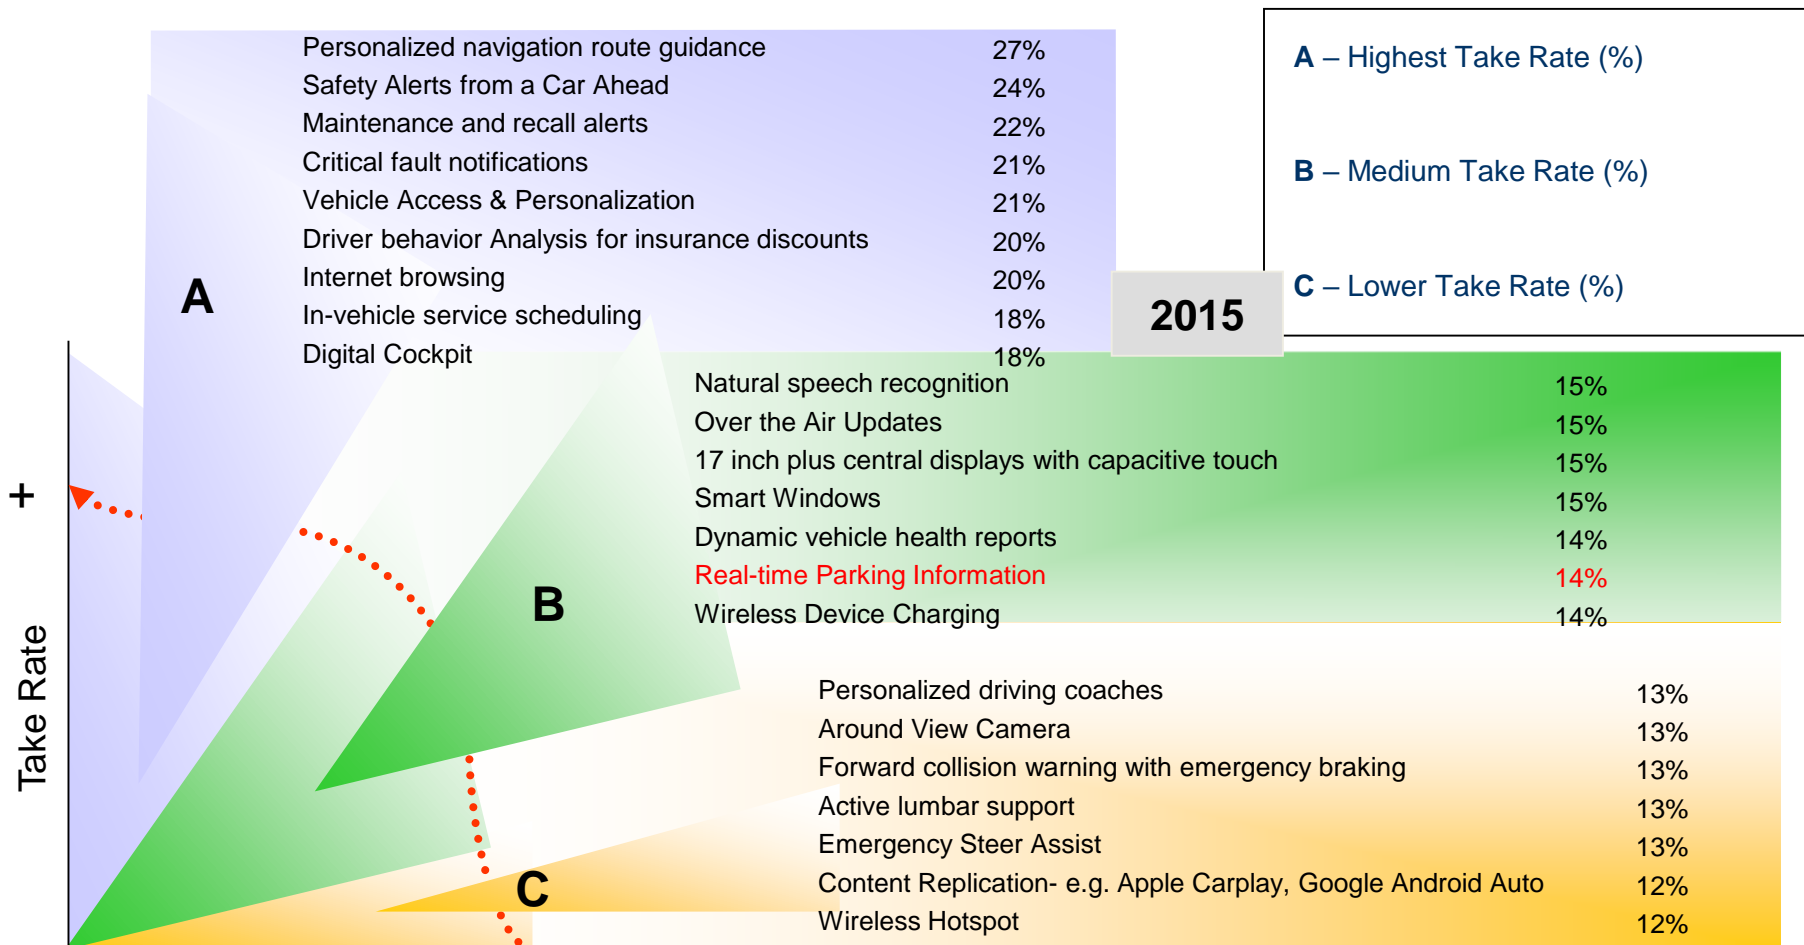 Personalized navigation route guidance 27%
Safety Alerts from a Car Ahead 24%
Maintenance and recall alerts 22%
Critical fault notifications 21%
Vehicle Access & Personalization 21%
Driver behavior Analysis for insurance discounts 20%
Internet browsing 20%
In-vehicle service scheduling 18%
Digital Cockpit 18%
A
A – Highest Take Rate (%)
B – Medium Take Rate (%)
C – Lower Take Rate (%)
2015
Natural speech recognition 15%
Over the Air Updates 15%
17 inch plus central displays with capacitive touch 15%
Smart Windows 15%
Dynamic vehicle health reports 14%
Real-time Parking Information 14%
Wireless Device Charging 14%
B
+
Take Rate
Personalized driving coaches 13%
Around View Camera 13%
Forward collision warning with emergency braking 13%
Active lumbar support 13%
Emergency Steer Assist 13%
Content Replication- e.g. Apple Carplay, Google Android Auto 12%
Wireless Hotspot 12%
C